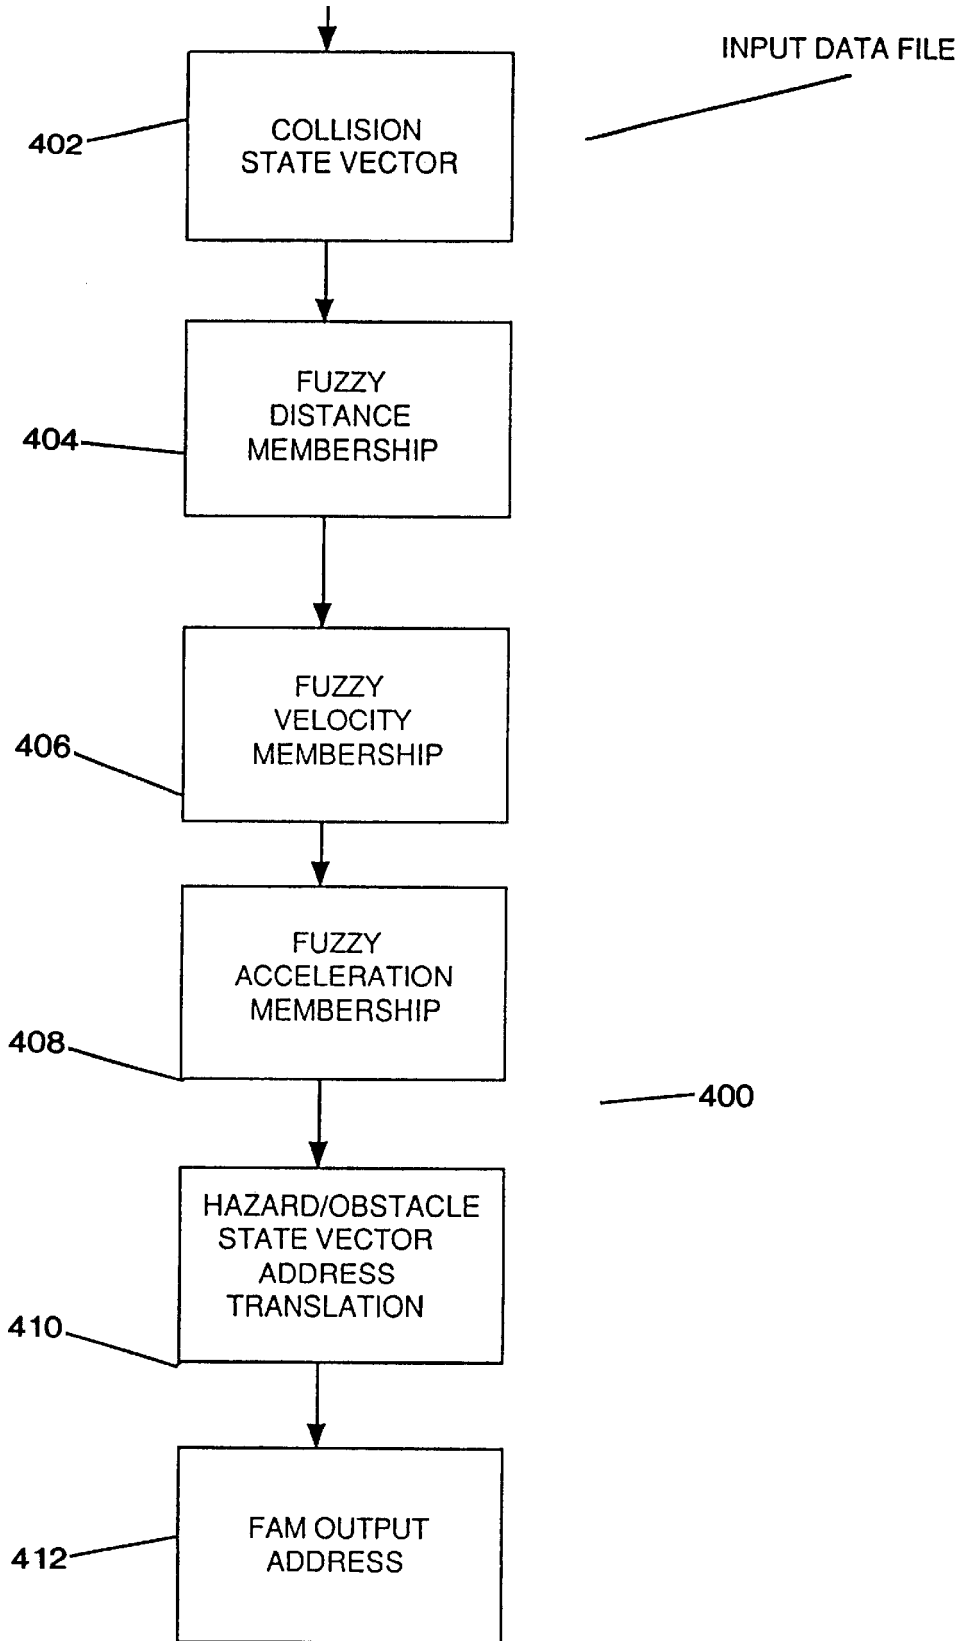 INPUT DATA FILE
402
COLLISION
STATE VECTOR
FUZZY
DISTANCE
MEMBERSHIP
404
FUZZY
VELOCITY
MEMBERSHIP
406
FUZZY
ACCELERATION
MEMBERSHIP
408
400
HAZARD/OBSTACLE
STATE VECTOR
ADDRESS
TRANSLATION
410
FAM OUTPUT
ADDRESS
412